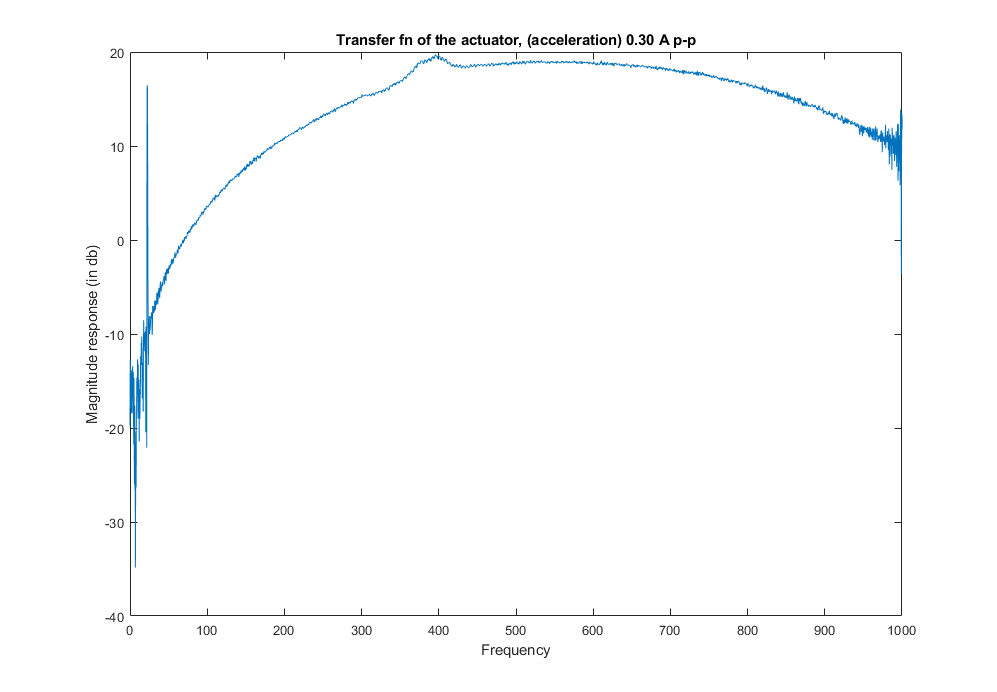 Transfer fn of the actuator, (acceleration) 0.30 A p-p
20
10
0
-10
-20
-30
-40
Magnitude response (in db)
0 100 200 300 400 500 600 700 800 900 1000
Frequency